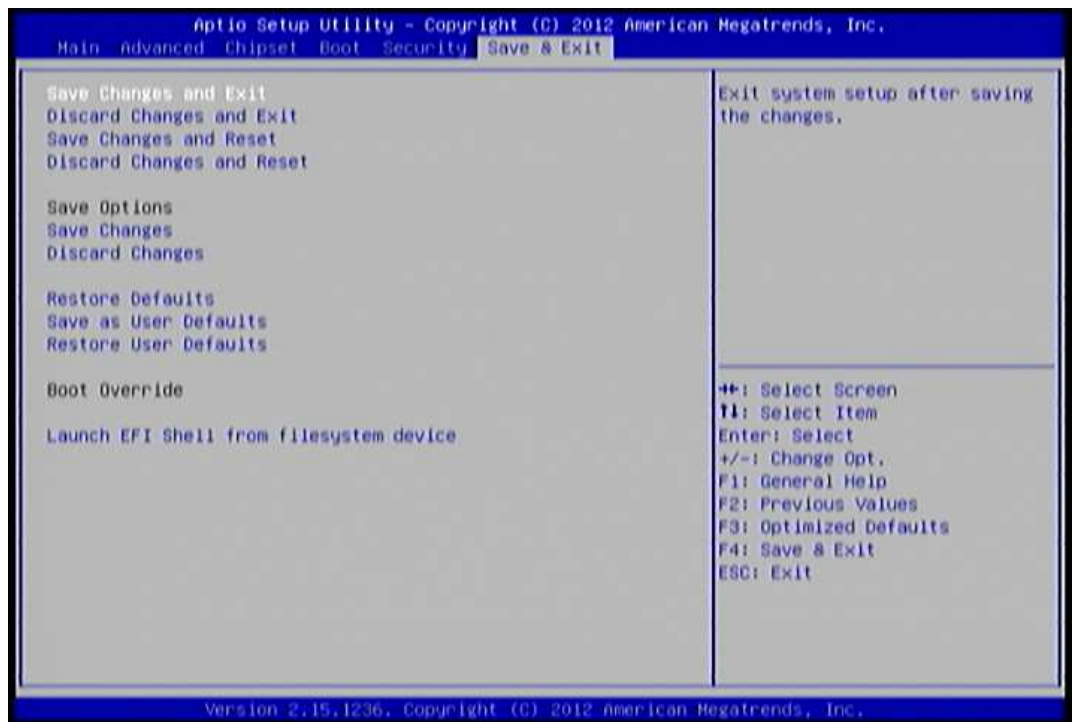 Aptio Setup Utility - Copyright (C) 2012 American Megatrends, Inc.
Main Advanced Chipset Boot Security Save & Exit
Save Changes and Exit
Discard Changes and Exit
Save Changes and Reset
Discard Changes and Reset
Save Options
Save Changes
Discard Changes
Restore Defaults
Save as User Defaults
Restore User Defaults
Boot Override
Launch EFI Shell from filesystem device
Exit system setup after saving
the changes.
→←: Select Screen
↑↓: Select Item
Enter: Select
+/-: Change Opt.
F1: General Help
F2: Previous Values
F3: Optimized Defaults
F4: Save & Exit
ESC: Exit
Version 2.15.1236. Copyright (C) 2012 American Megatrends, Inc.